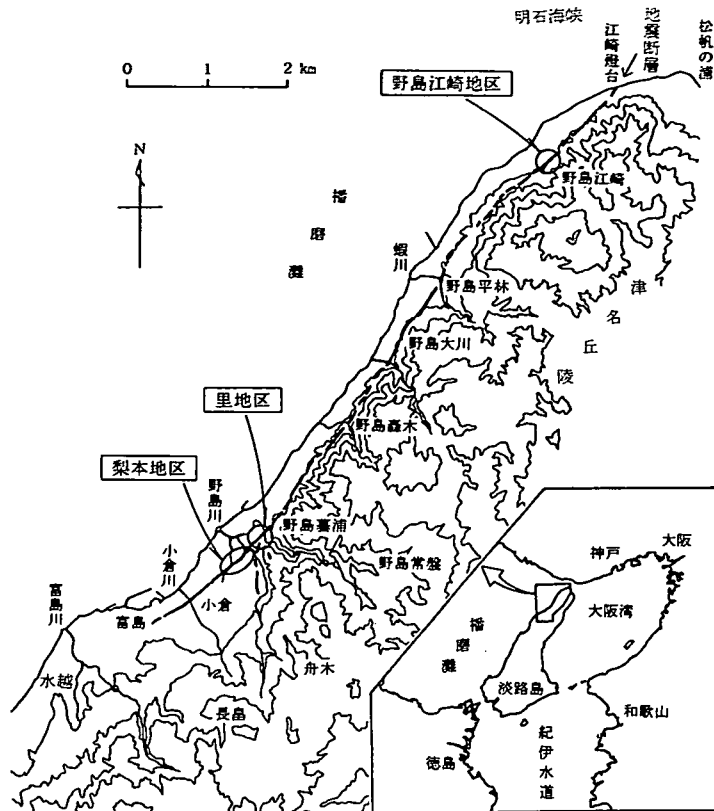 明石海峡
松帆の浦
地震断層
江崎燈台
0 1 2 km
野島江崎地区
N
野島江崎
播磨灘
蝦川
野島平林
津名丘陵
野島大川
里地区
野島轟木
梨本地区
野島川
野島蟇浦
小倉川
野島常盤
富島川
富島
小倉
舟木
水越
長畠
神戸
大阪
大阪湾
播磨灘
淡路島
和歌山
徳島
紀伊水道